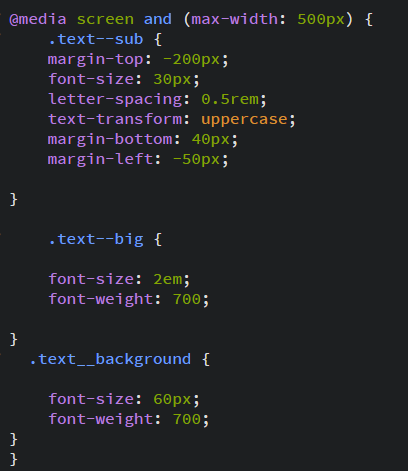 @media screen and (max-width: 500px) {
.text--sub {
margin-top: -200px;
font-size: 30px;
letter-spacing: 0.5rem;
text-transform: uppercase;
margin-bottom: 40px;
margin-left: -50px;
}
.text--big {
font-size: 2em;
font-weight: 700;
}
.text__background {
font-size: 60px;
font-weight: 700;
}
}